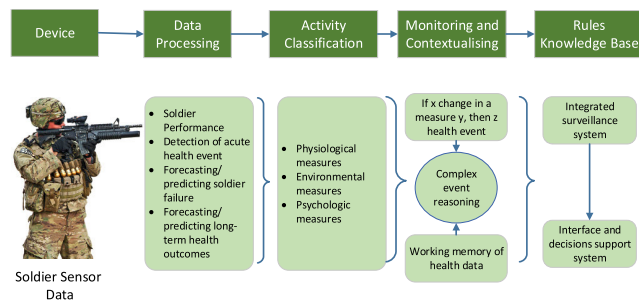 Device
Data
Processing
Activity
Classification
Monitoring and
Contextualising
Rules
Knowledge Base
Soldier Sensor
Data
• Soldier
Performance
• Detection of acute
health event
• Forecasting/
predicting soldier
failure
• Forecasting/
predicting long-
term health
outcomes
• Physiological
measures
• Environmental
measures
• Psychologic
measures
If x change in a
measure y, then z
health event
Complex
event
reasoning
Working memory of
health data
Integrated
surveillance
system
Interface and
decisions support
system